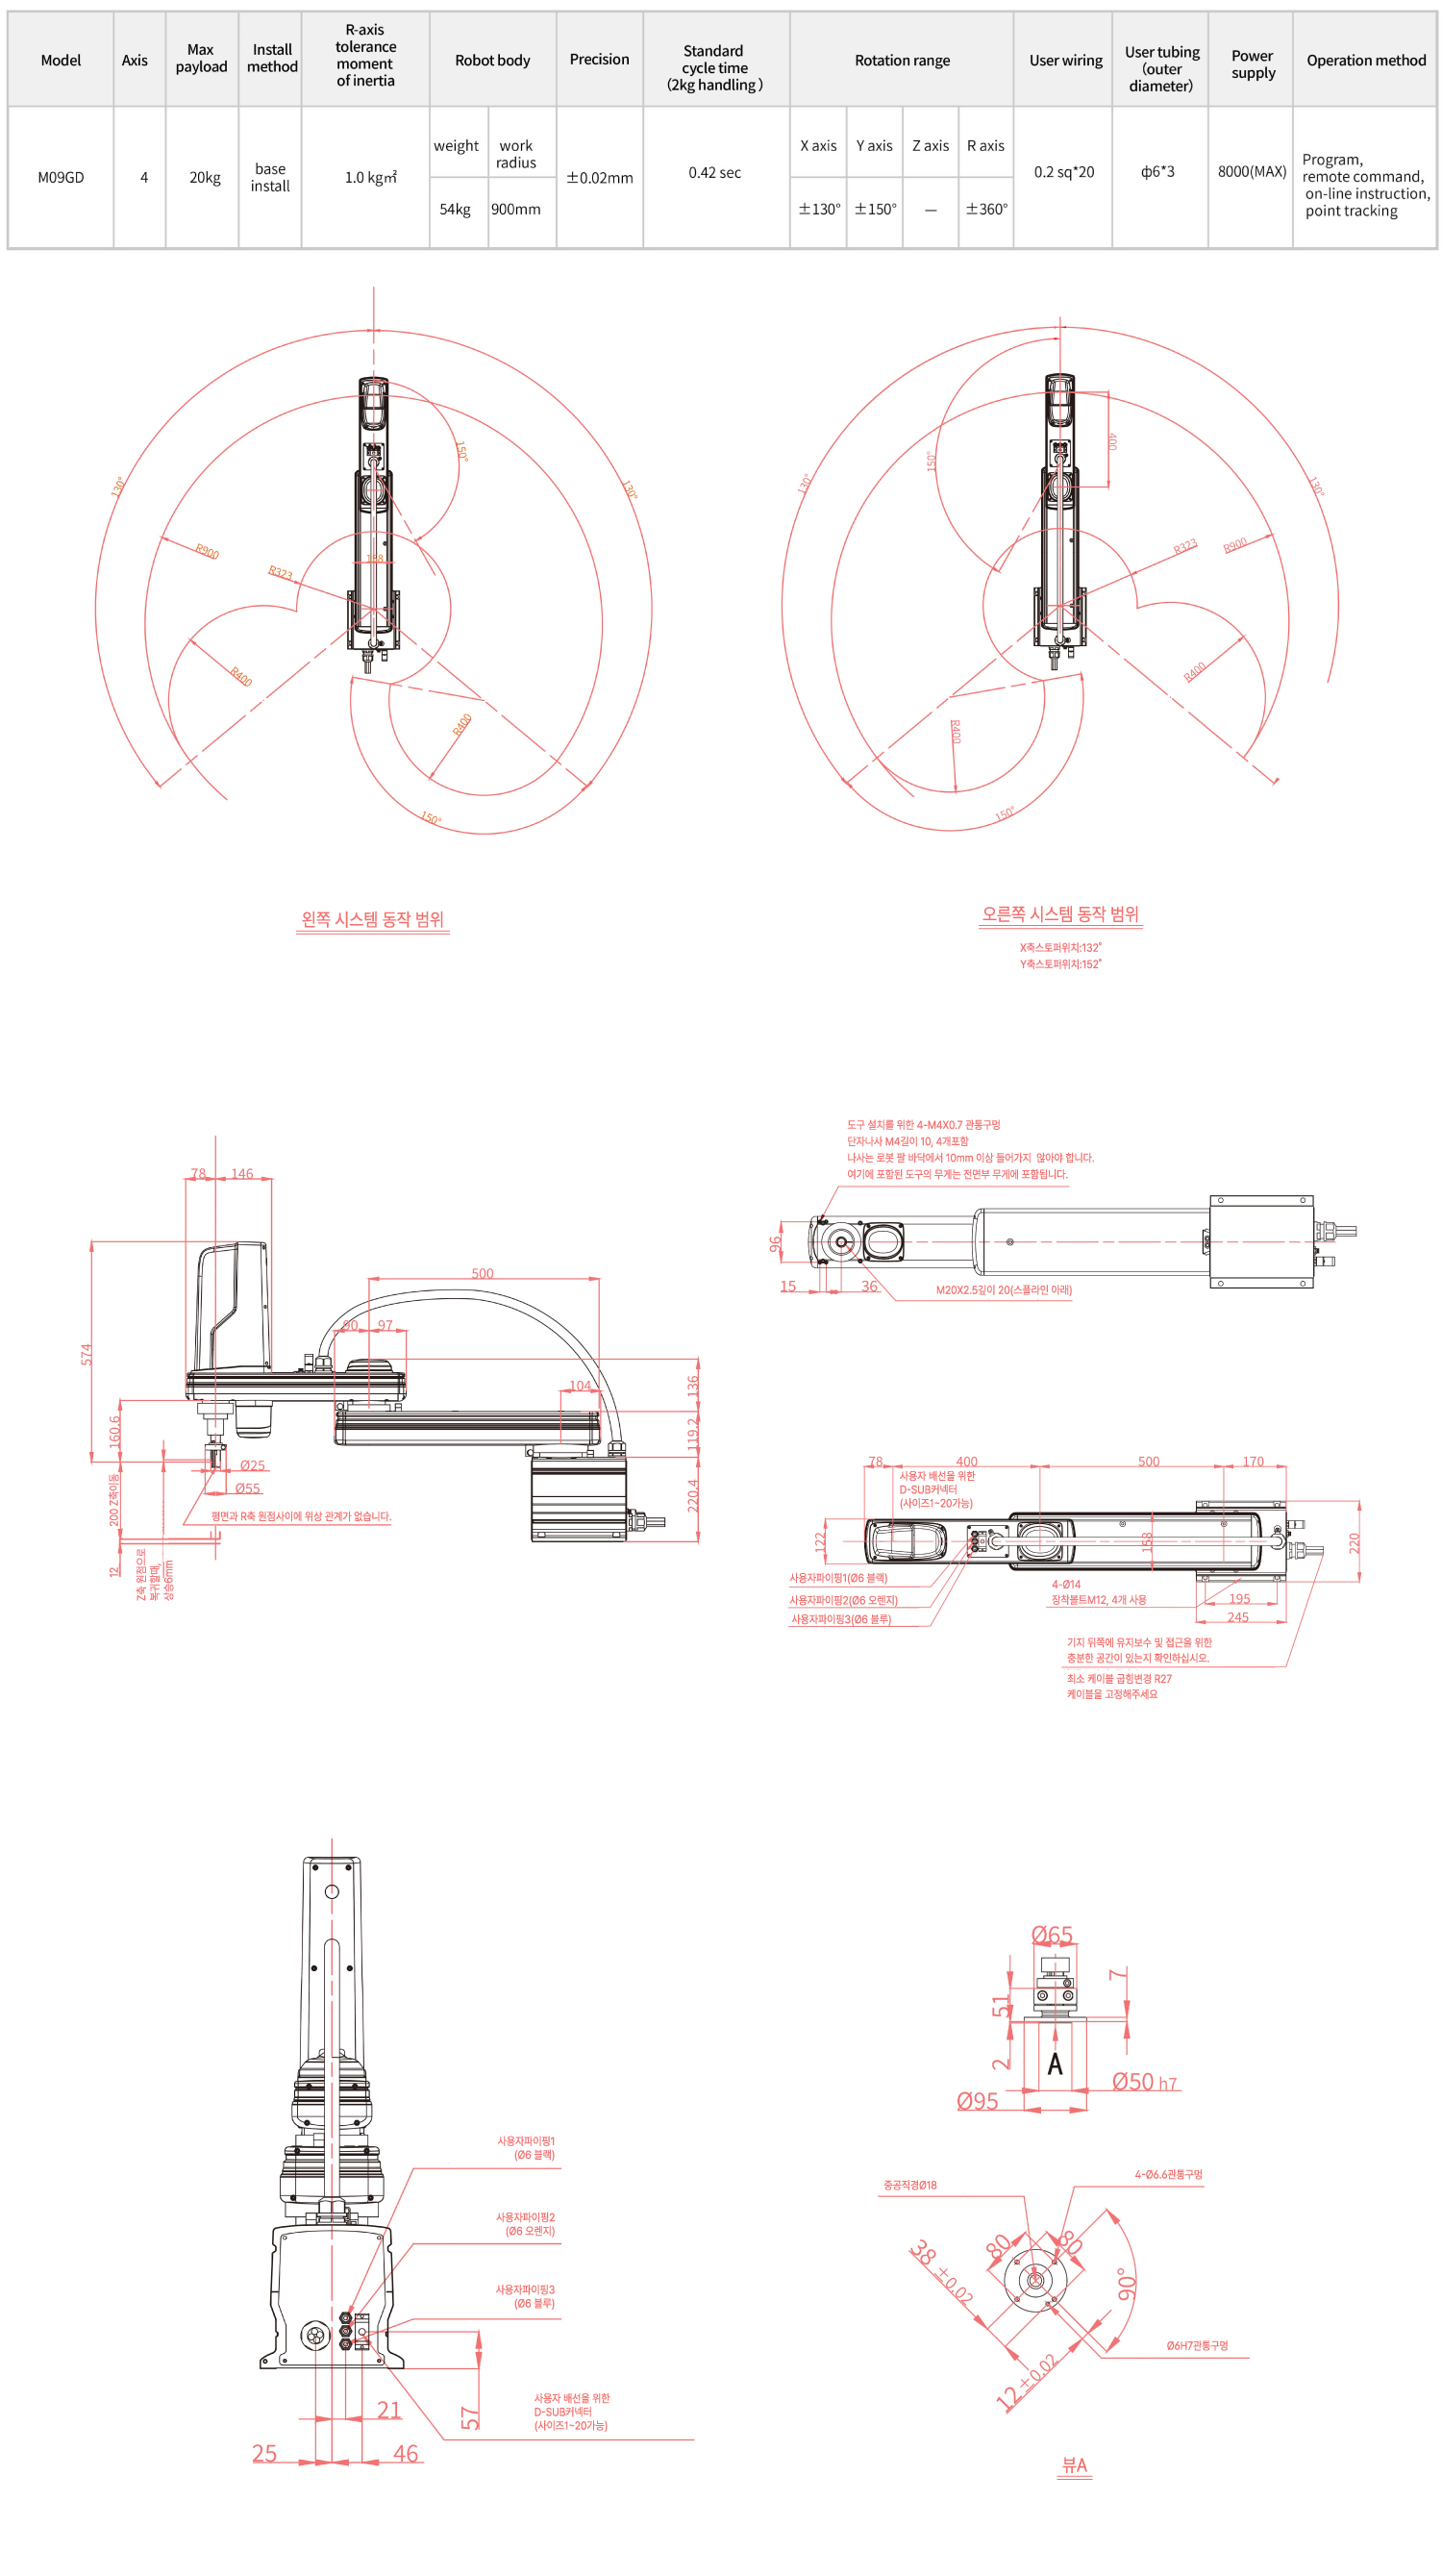 Model
Axis
Max
payload
Install
method
R-axis
tolerance
moment
of inertia
Robot body
Precision
Standard
cycle time
(2kg handling )
Rotation range
User wiring
User tubing
(outer
diameter)
Power
supply
Operation method
M09GD
4
20kg
base
install
1.0 kg㎡
weight
work
radius
54kg
900mm
±0.02mm
0.42 sec
X axis
Y axis
Z axis
R axis
±130°
±150°
—
±360°
0.2 sq*20
φ6*3
8000(MAX)
Program,
remote command,
on-line instruction,
point tracking
130°
150°
130°
R900
R323
158
R400
R400
150°
왼쪽 시스템 동작 범위
130°
150°
400
130°
R323
R900
R400
R400
150°
오른쪽 시스템 동작 범위
X축스토퍼위치:132°
Y축스토퍼위치:152°
78
146
574
500
90
97
104
136
119.2
220.4
160.6
Ø25
Ø55
200 Z축이동
12
평면과 R축 원점사이에 위상 관계가 없습니다.
Z축 원점으로
복귀할때,
상승6mm
도구 설치를 위한 4-M4X0.7 관통구멍
단자나사 M4길이 10, 4개포함
나사는 로봇 팔 바닥에서 10mm 이상 들어가지 않아야 합니다.
여기에 포함된 도구의 무게는 전면부 무게에 포함됩니다.
96
15
36
M20X2.5깊이 20(스플라인 아래)
78
400
500
170
사용자 배선을 위한
D-SUB커넥터
(사이즈1~20가능)
122
158
220
사용자파이핑1(Ø6 블랙)
사용자파이핑2(Ø6 오렌지)
사용자파이핑3(Ø6 블루)
4-Ø14
장착볼트M12, 4개 사용
195
245
기지 뒤쪽에 유지보수 및 접근을 위한
충분한 공간이 있는지 확인하십시오.
최소 케이블 굽힘변경 R27
케이블을 고정해주세요
사용자파이핑1
(Ø6 블랙)
사용자파이핑2
(Ø6 오렌지)
사용자파이핑3
(Ø6 블루)
사용자 배선을 위한
D-SUB커넥터
(사이즈1~20가능)
57
21
25
46
Ø65
51
7
2
A
Ø50 h7
Ø95
중공직경Ø18
4-Ø6.6관통구멍
80
80
38 ±0.02
90°
12 ±0.02
Ø6H7관통구멍
뷰A